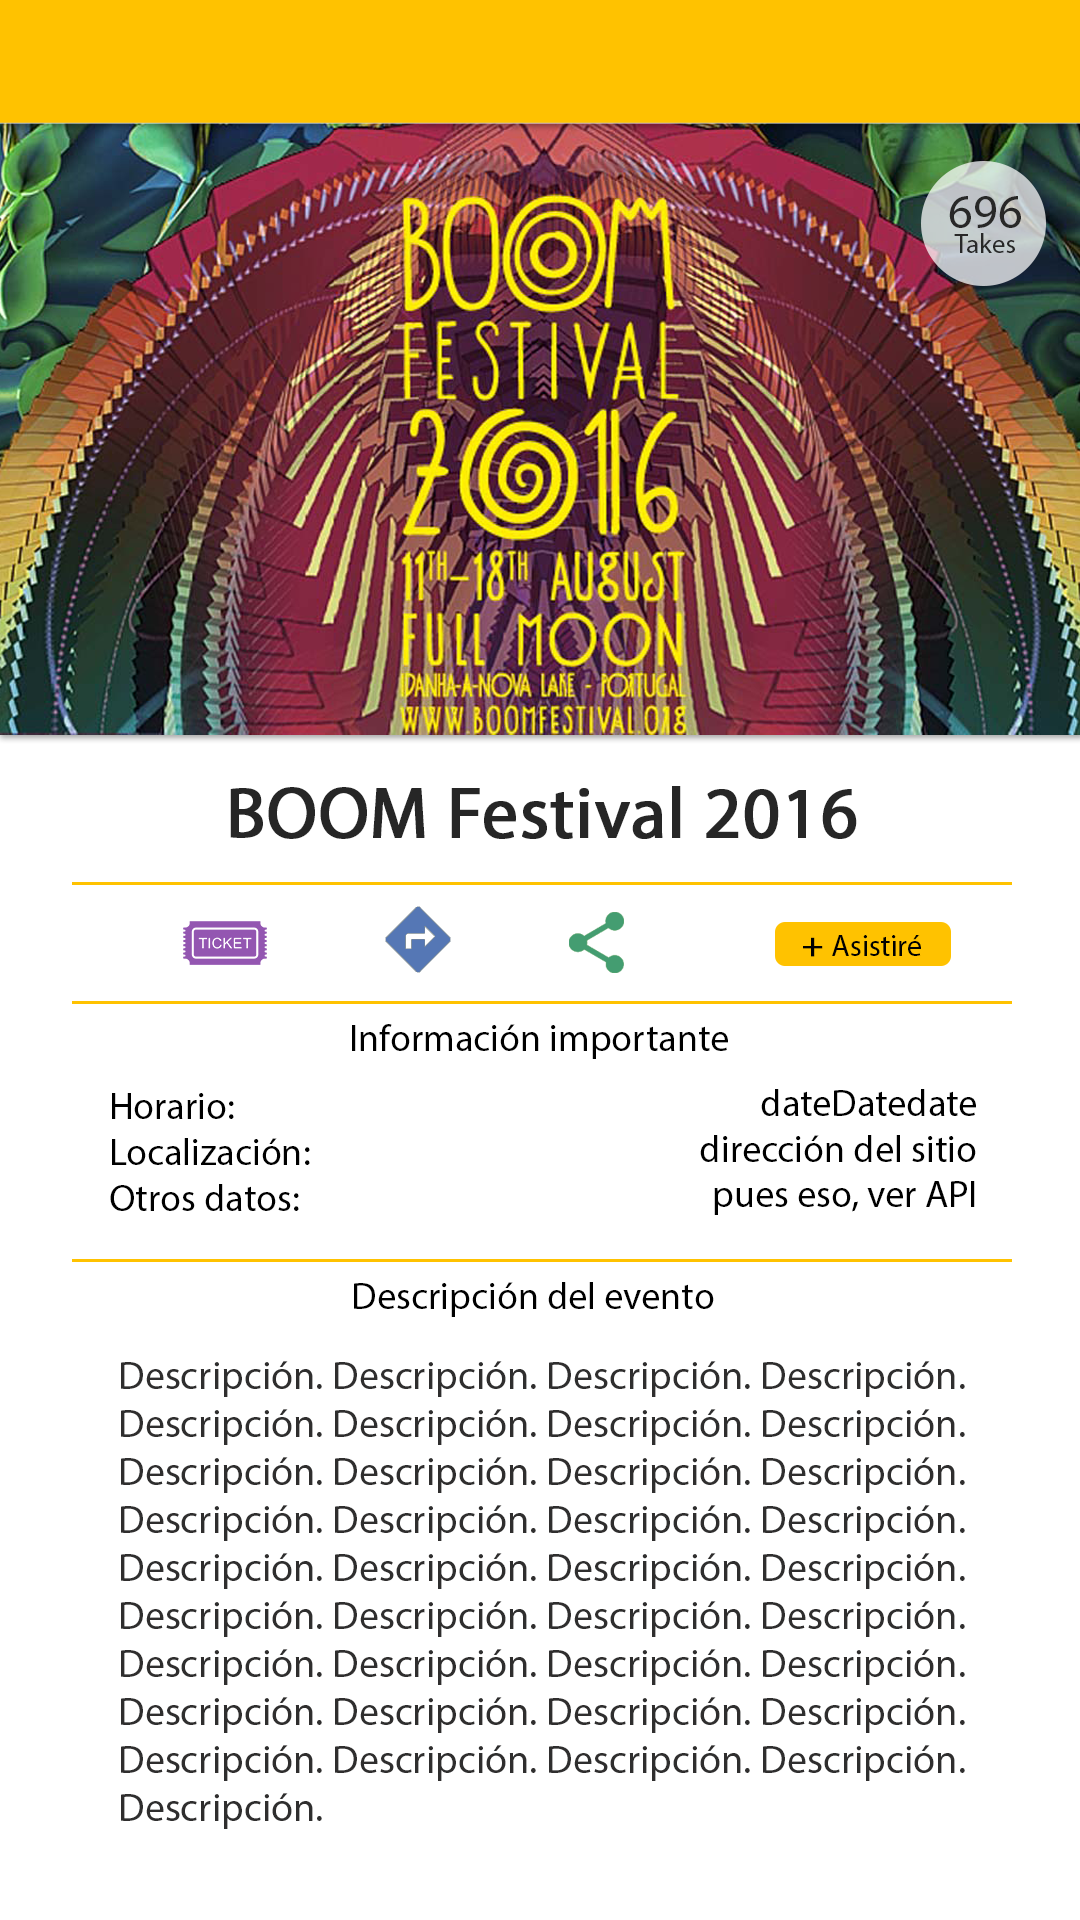 BOOM
FESTIVAL
2016
11TH-18TH AUGUST
FULL MOON
IDANHA-A-NOVA LAKE - PORTUGAL
WWW.BOOMFESTIVAL.ORG
696
Takes
BOOM Festival 2016
TICKET
+ Asistiré
Información importante
Horario: dateDatedate
Localización: dirección del sitio
Otros datos: pues eso, ver API
Descripción del evento
Descripción. Descripción. Descripción. Descripción.
Descripción. Descripción. Descripción. Descripción.
Descripción. Descripción. Descripción. Descripción.
Descripción. Descripción. Descripción. Descripción.
Descripción. Descripción. Descripción. Descripción.
Descripción. Descripción. Descripción. Descripción.
Descripción. Descripción. Descripción. Descripción.
Descripción. Descripción. Descripción. Descripción.
Descripción. Descripción. Descripción. Descripción.
Descripción.